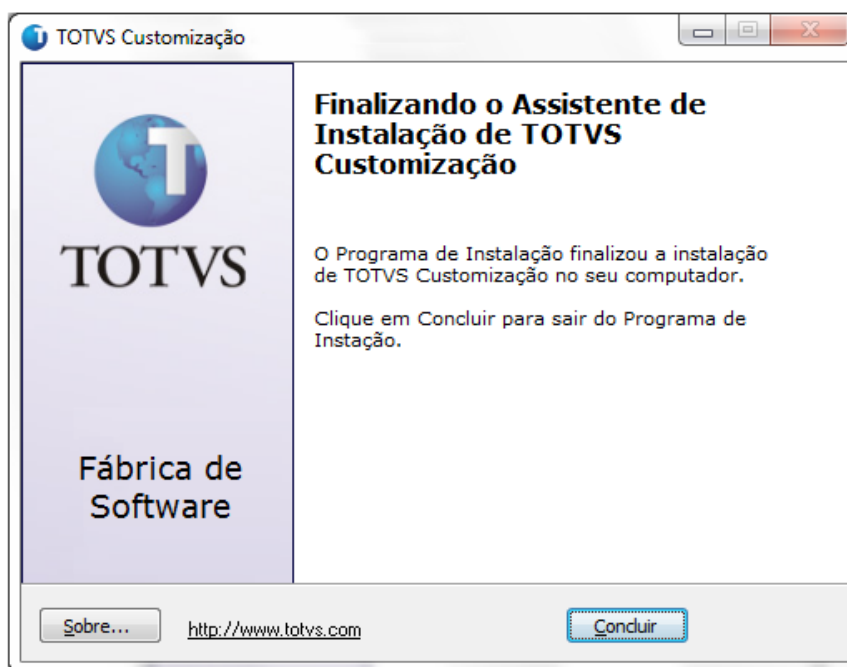 TOTVS Customização
Finalizando o Assistente de
Instalação de TOTVS
Customização
O Programa de Instalação finalizou a instalação
de TOTVS Customização no seu computador.
Clique em Concluir para sair do Programa de
Instação.
T
TOTVS
Fábrica de
Software
Sobre...
http://www.totvs.com
Concluir